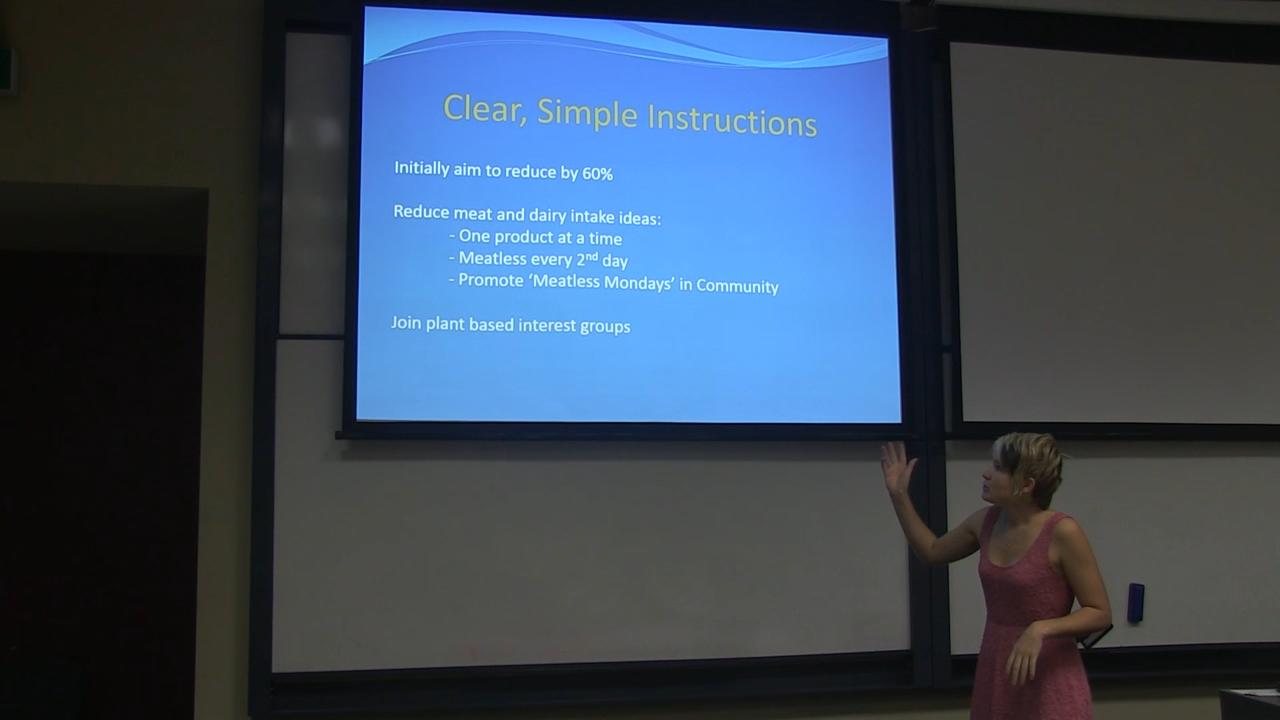 Clear, Simple Instructions
Initially aim to reduce by 60%
Reduce meat and dairy intake ideas:
- One product at a time
- Meatless every 2nd day
- Promote ‘Meatless Mondays’ in Community
Join plant based interest groups